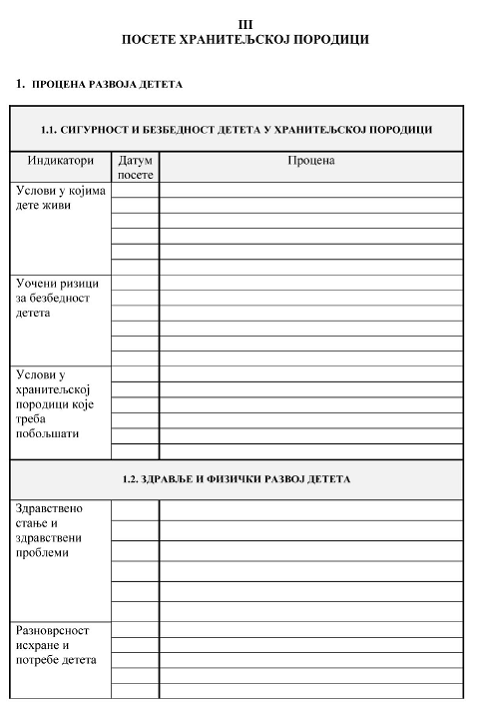 III
ПОСЕТЕ ХРАНИТЕЉСКОЈ ПОРОДИЦИ
1. ПРОЦЕНА РАЗВОЈА ДЕТЕТА
1.1. СИГУРНОСТ И БЕЗБЕДНОСТ ДЕТЕТА У ХРАНИТЕЉСКОЈ ПОРОДИЦИ
Индикатори
Датум
посете
Процена
Услови у којима
дете живи
Уочени ризици
за безбедност
детета
Услови у
хранитељској
породици које
треба
побољшати
1.2. ЗДРАВЉЕ И ФИЗИЧКИ РАЗВОЈ ДЕТЕТА
Здравствено
стање и
здравствени
проблеми
Разноврсност
исхране и
потребе детета